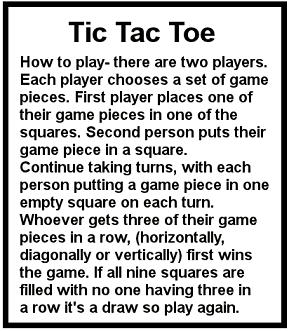 Tic Tac Toe
How to play- there are two players.
Each player chooses a set of game
pieces. First player places one of
their game pieces in one of the
squares. Second person puts their
game piece in a square.
Continue taking turns, with each
person putting a game piece in one
empty square on each turn.
Whoever gets three of their game
pieces in a row, (horizontally,
diagonally or vertically) first wins
the game. If all nine squares are
filled with no one having three in
a row it's a draw so play again.